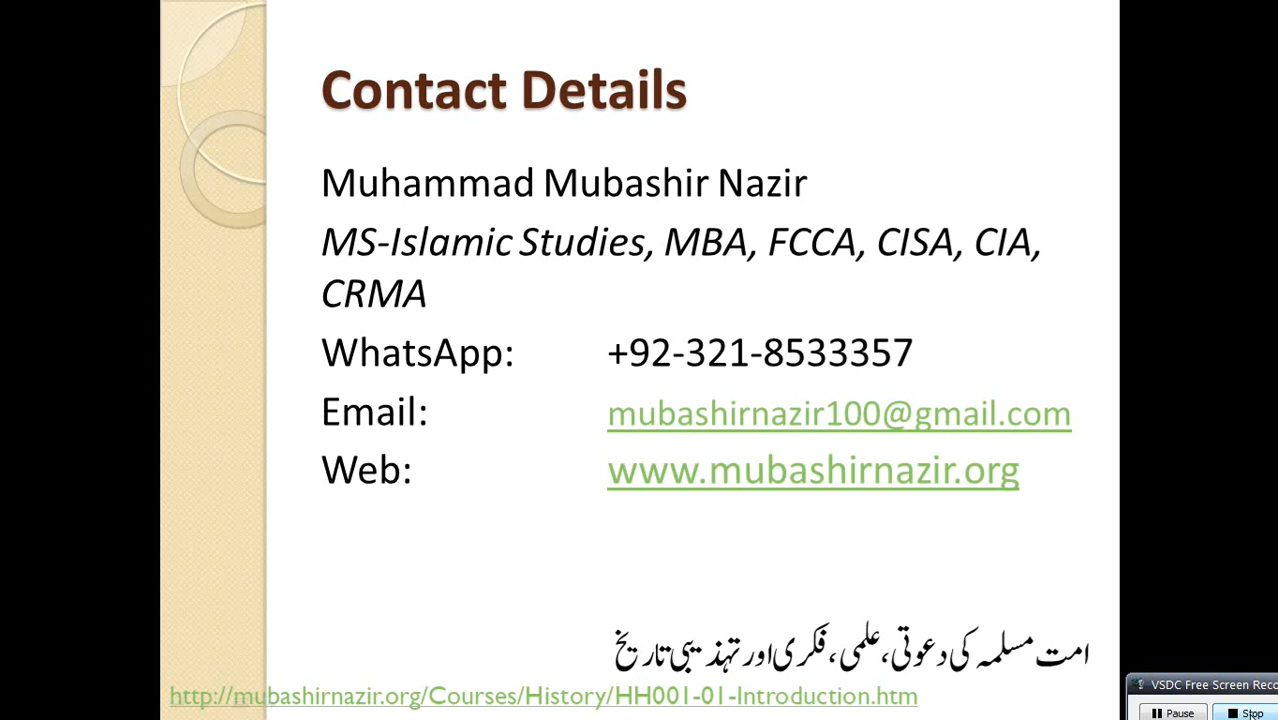 Contact Details
Muhammad Mubashir Nazir
MS-Islamic Studies, MBA, FCCA, CISA, CIA,
CRMA
WhatsApp: +92-321-8533357
Email: mubashirnazir100@gmail.com
Web: www.mubashirnazir.org
امت مسلمہ کی دعوتی، علمی، فکری اور تہذیبی تاریخ
http://mubashirnazir.org/Courses/History/HH001-01-Introduction.htm
VSDC Free Screen Reco
Pause Stop